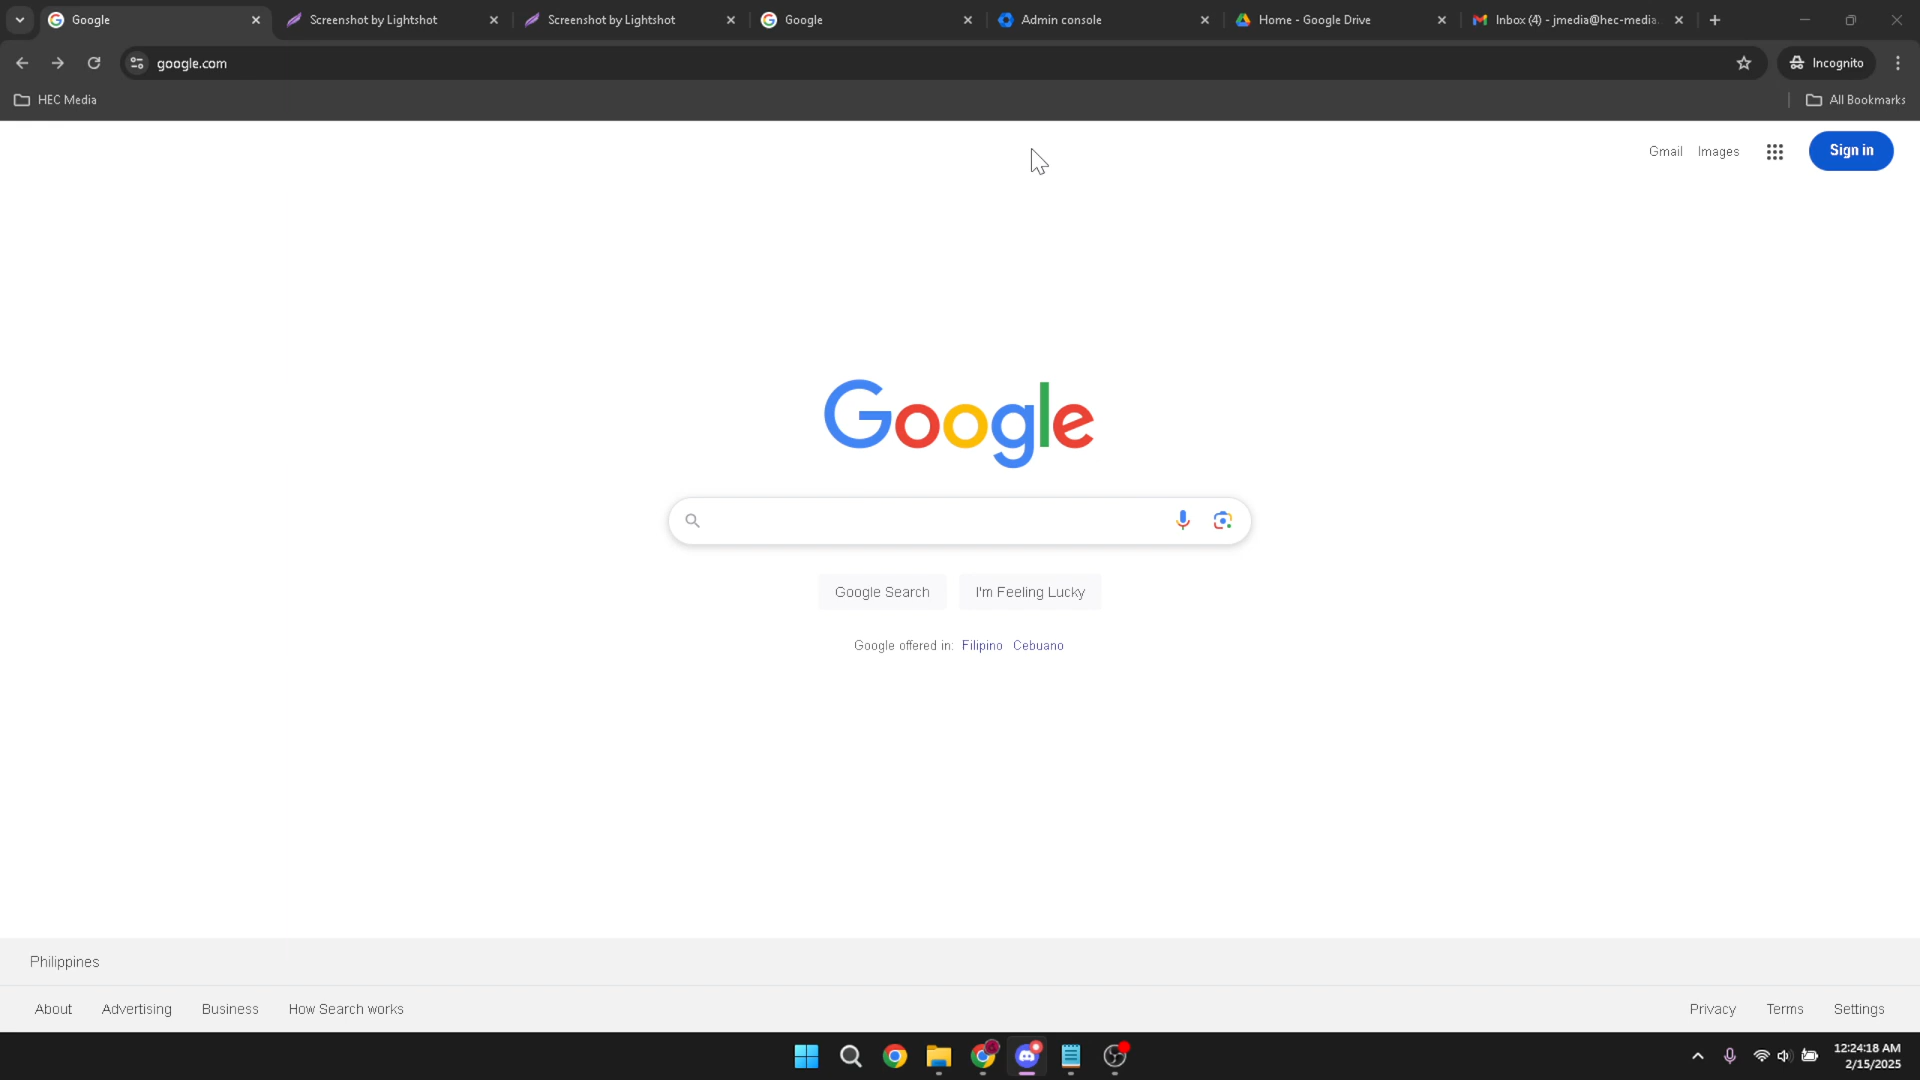 Google
Screenshot by Lightshot
Screenshot by Lightshot
Google
Admin console
Home - Google Drive
Inbox (4) - jmedia@hec-media.
google.com
Incognito
HEC Media
All Bookmarks
Gmail
Images
Sign in
Google
Google Search
I'm Feeling Lucky
Google offered in: Filipino Cebuano
Philippines
About
Advertising
Business
How Search works
Privacy
Terms
Settings
12:24:18 AM
2/15/2025